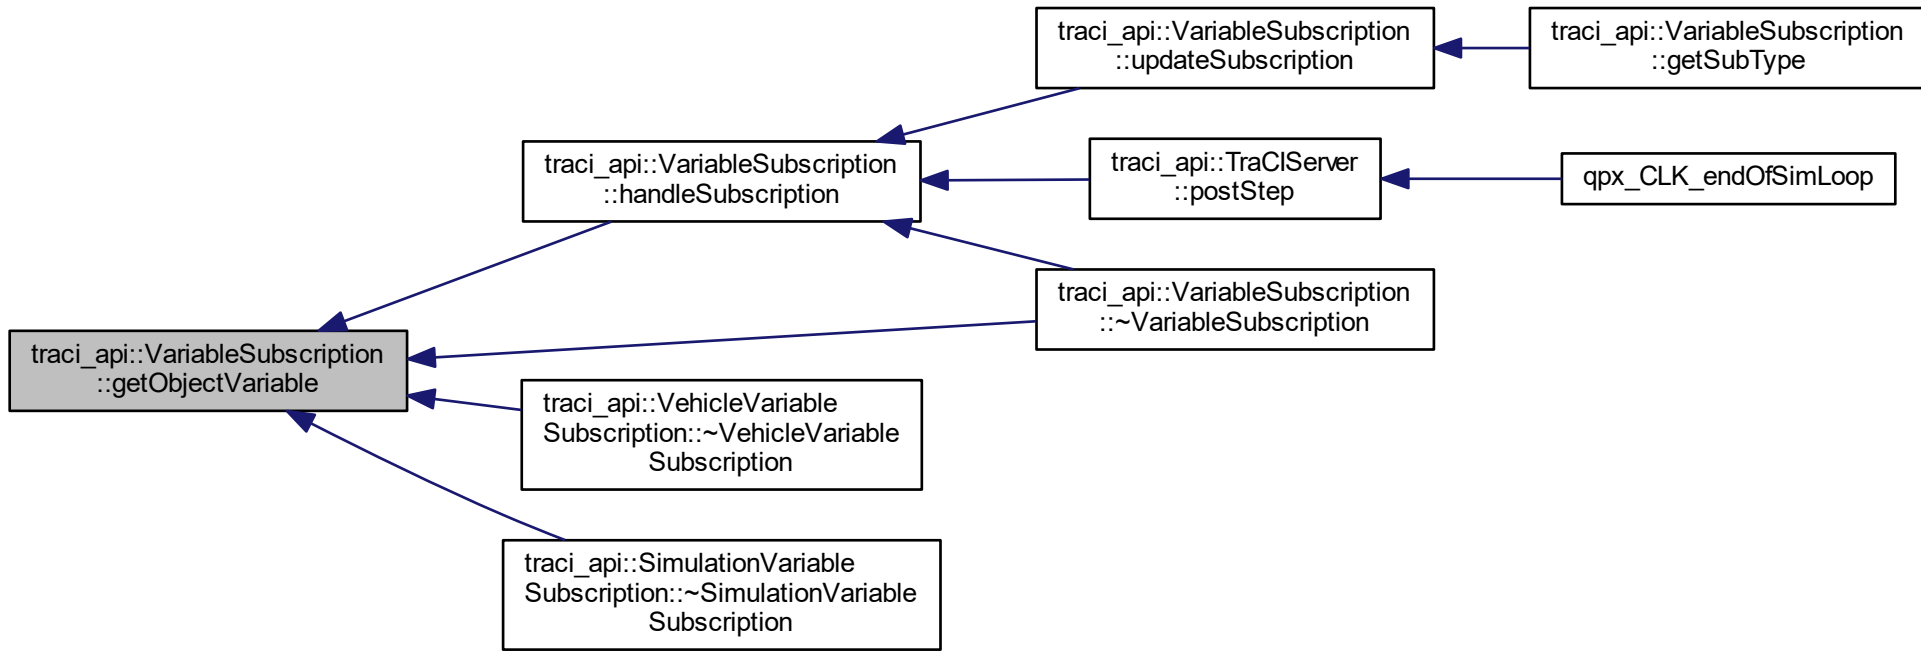 traci_api::VariableSubscription
::updateSubscription
traci_api::VariableSubscription
::getSubType
traci_api::VariableSubscription
::handleSubscription
traci_api::TraCIServer
::postStep
qpx_CLK_endOfSimLoop
traci_api::VariableSubscription
::~VariableSubscription
traci_api::VariableSubscription
::getObjectVariable
traci_api::VehicleVariable
Subscription::~VehicleVariable
Subscription
traci_api::SimulationVariable
Subscription::~SimulationVariable
Subscription